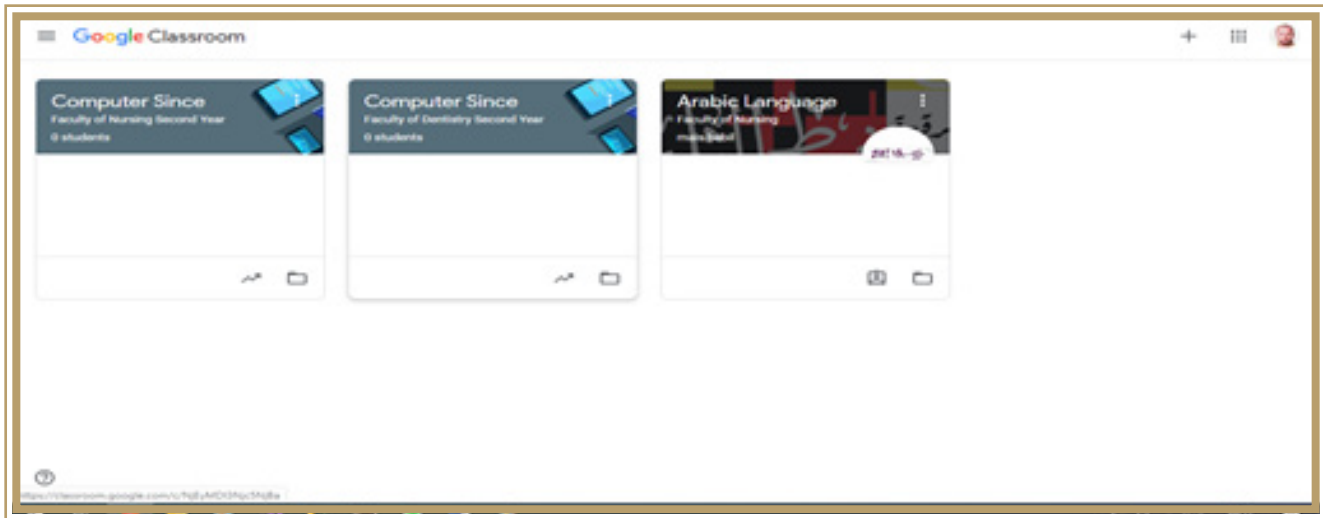 Google Classroom
Computer Since
Faculty of Nursing Second Year
0 students
Computer Since
Faculty of Dentistry Second Year
0 students
Arabic Language
Faculty of Nursing